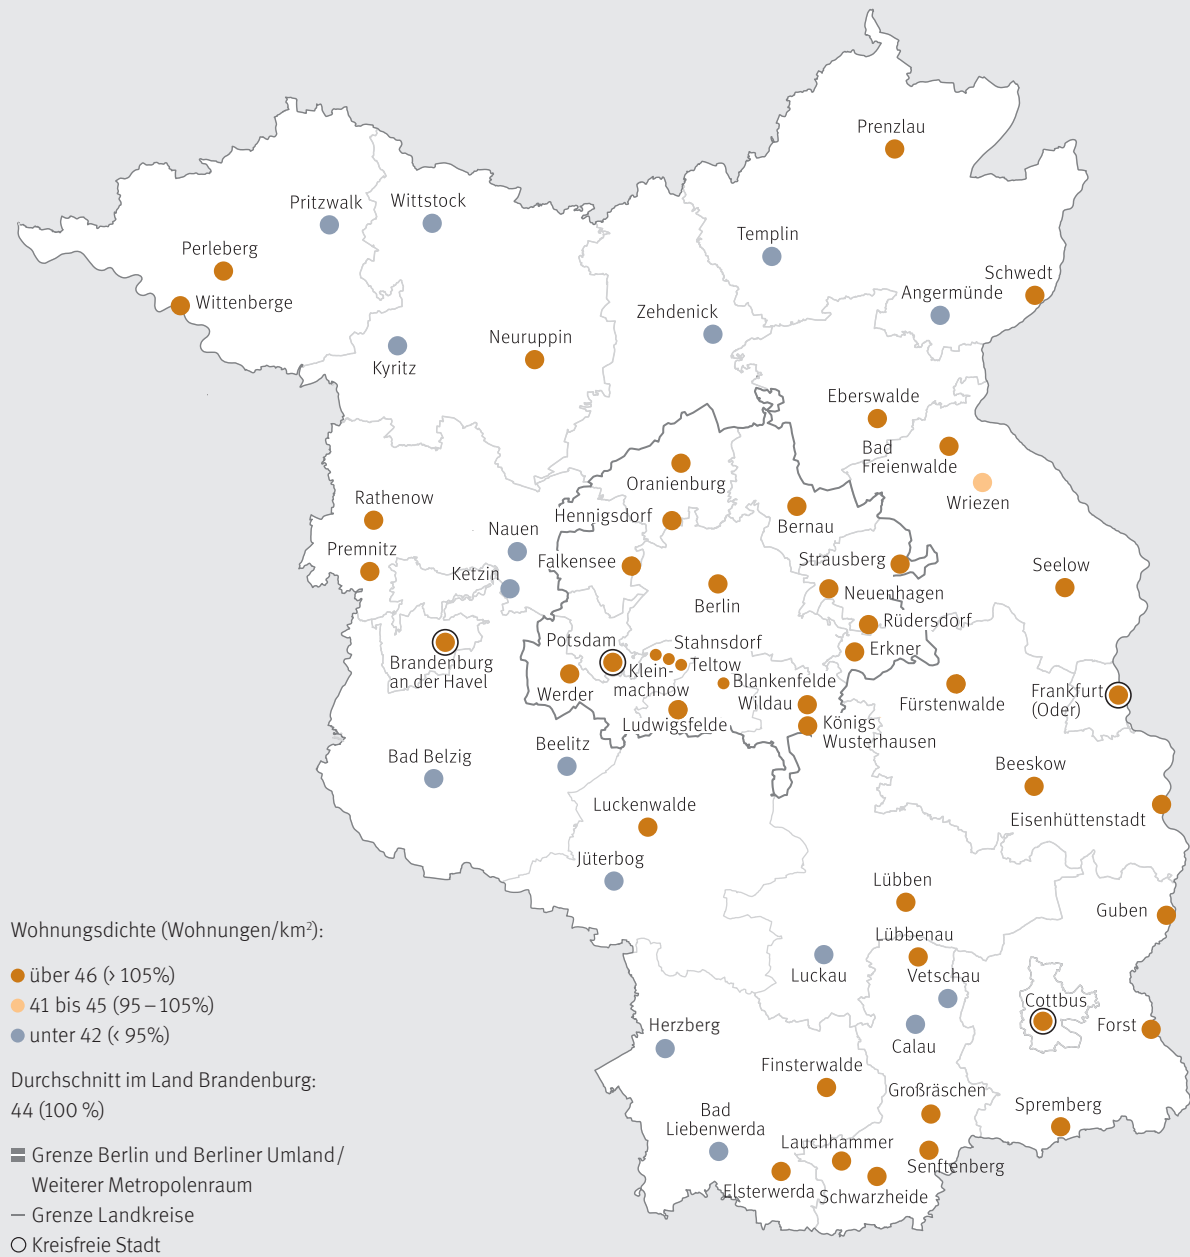 Prenzlau
Pritzwalk
Wittstock
Templin
Perleberg
Schwedt
Angermünde
Wittenberge
Zehdenick
Neuruppin
Kyritz
Eberswalde
Bad
Freienwalde
Oranienburg
Wriezen
Rathenow
Hennigsdorf
Bernau
Nauen
Premnitz
Falkensee
Strausberg
Seelow
Ketzin
Neuenhagen
Berlin
Rüdersdorf
Potsdam
Stahnsdorf
Erkner
Brandenburg
an der Havel
Teltow
Klein-
machnow
Blankenfelde
Werder
Wildau
Fürstenwalde
Frankfurt
(Oder)
Ludwigsfelde
Königs
Wusterhausen
Beelitz
Bad Belzig
Beeskow
Luckenwalde
Eisenhüttenstadt
Jüterbog
Lübben
Guben
Lübbenau
Luckau
Vetschau
Cottbus
Herzberg
Forst
Calau
Finsterwalde
Großräschen
Spremberg
Bad
Liebenwerda
Lauchhammer
Senftenberg
Elsterwerda
Schwarzheide
Wohnungsdichte (Wohnungen/km²):
über 46 (> 105%)
41 bis 45 (95 – 105%)
unter 42 (< 95%)
Durchschnitt im Land Brandenburg:
44 (100 %)
Grenze Berlin und Berliner Umland/
Weiterer Metropolenraum
Grenze Landkreise
Kreisfreie Stadt